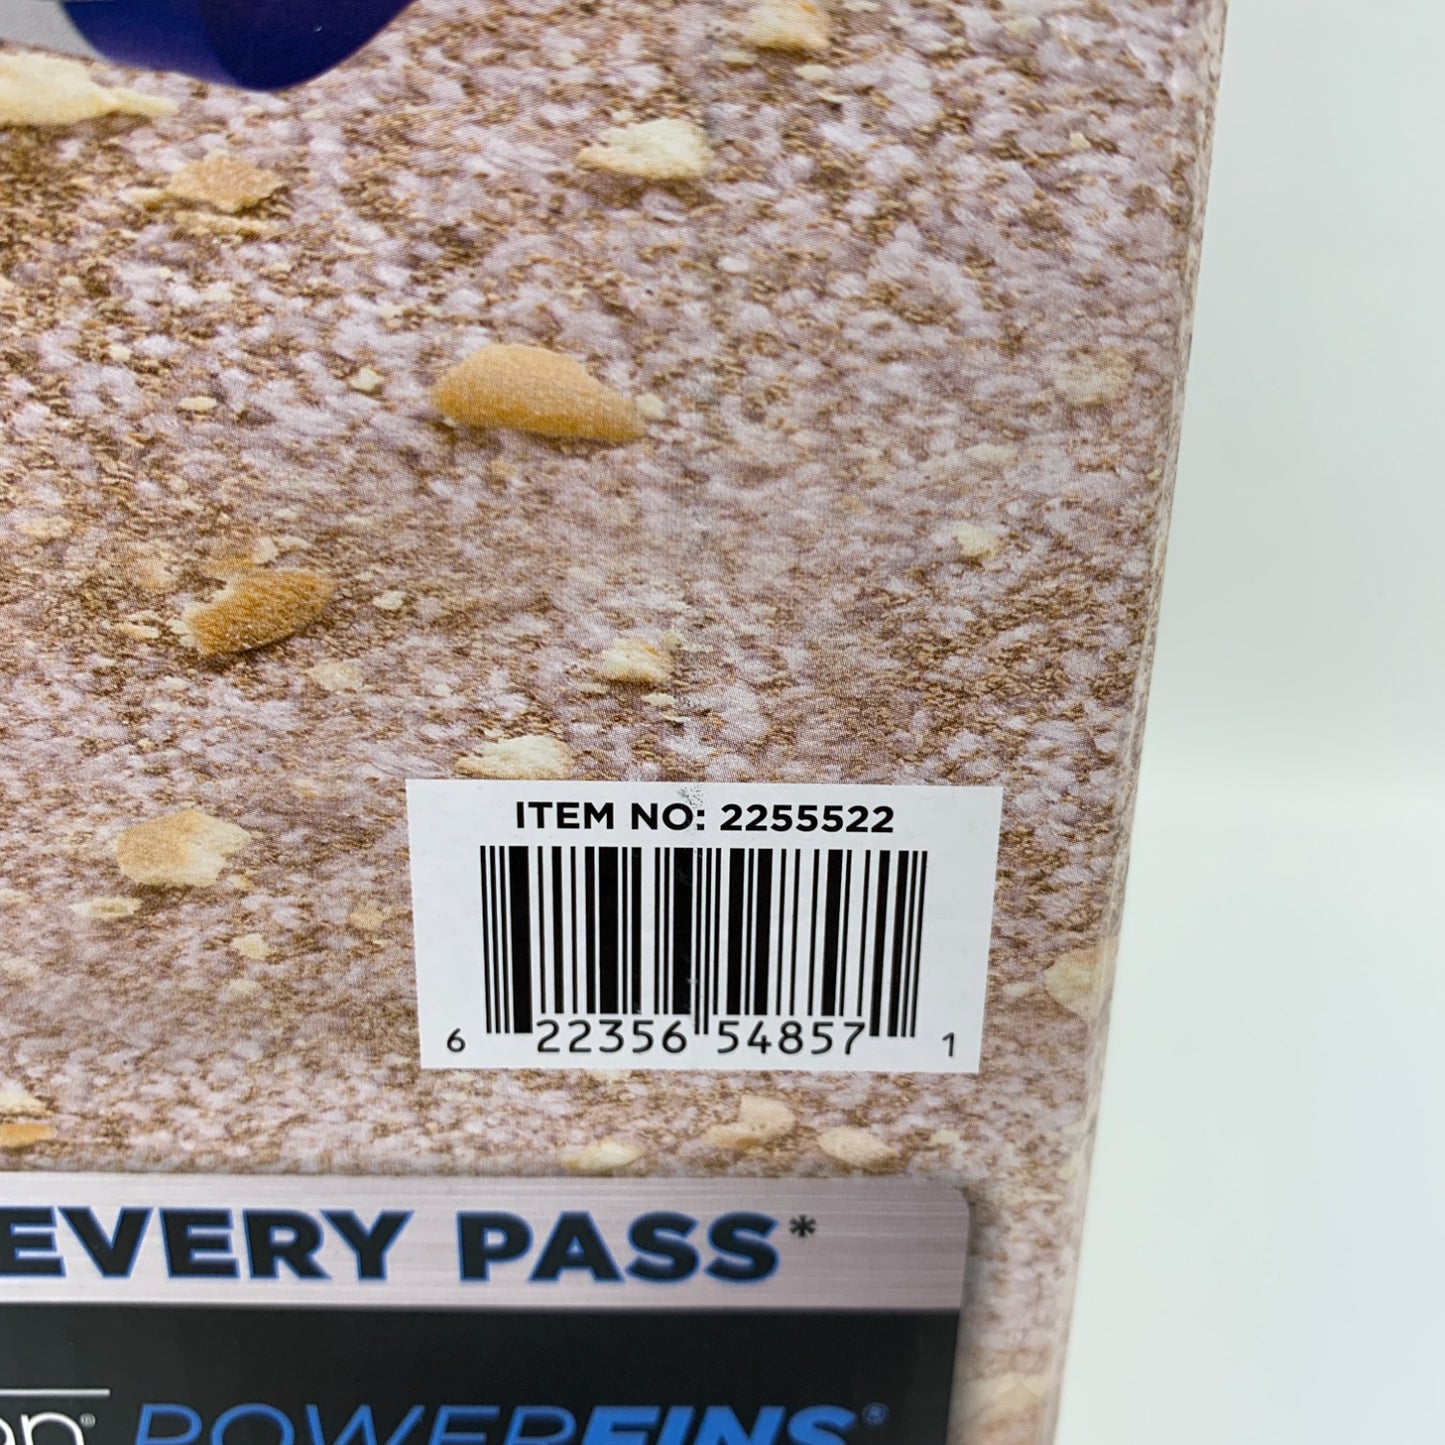 ITEM NO: 2255522
6 22356 54857 1
EVERY PASS*
POWERFINS®